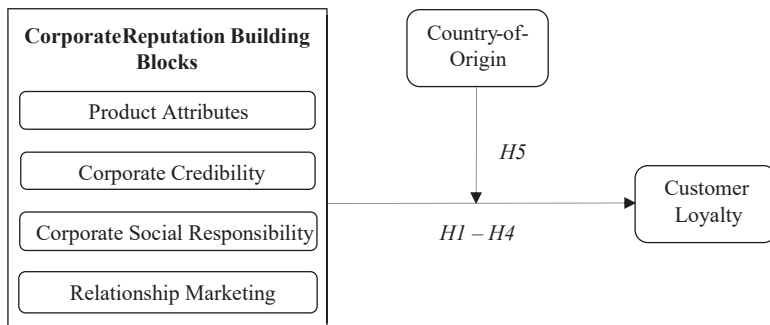 CorporateReputation Building
Blocks
Product Attributes
Corporate Credibility
Corporate Social Responsibility
Relationship Marketing
Country-of-
Origin
H5
H1 – H4
Customer
Loyalty